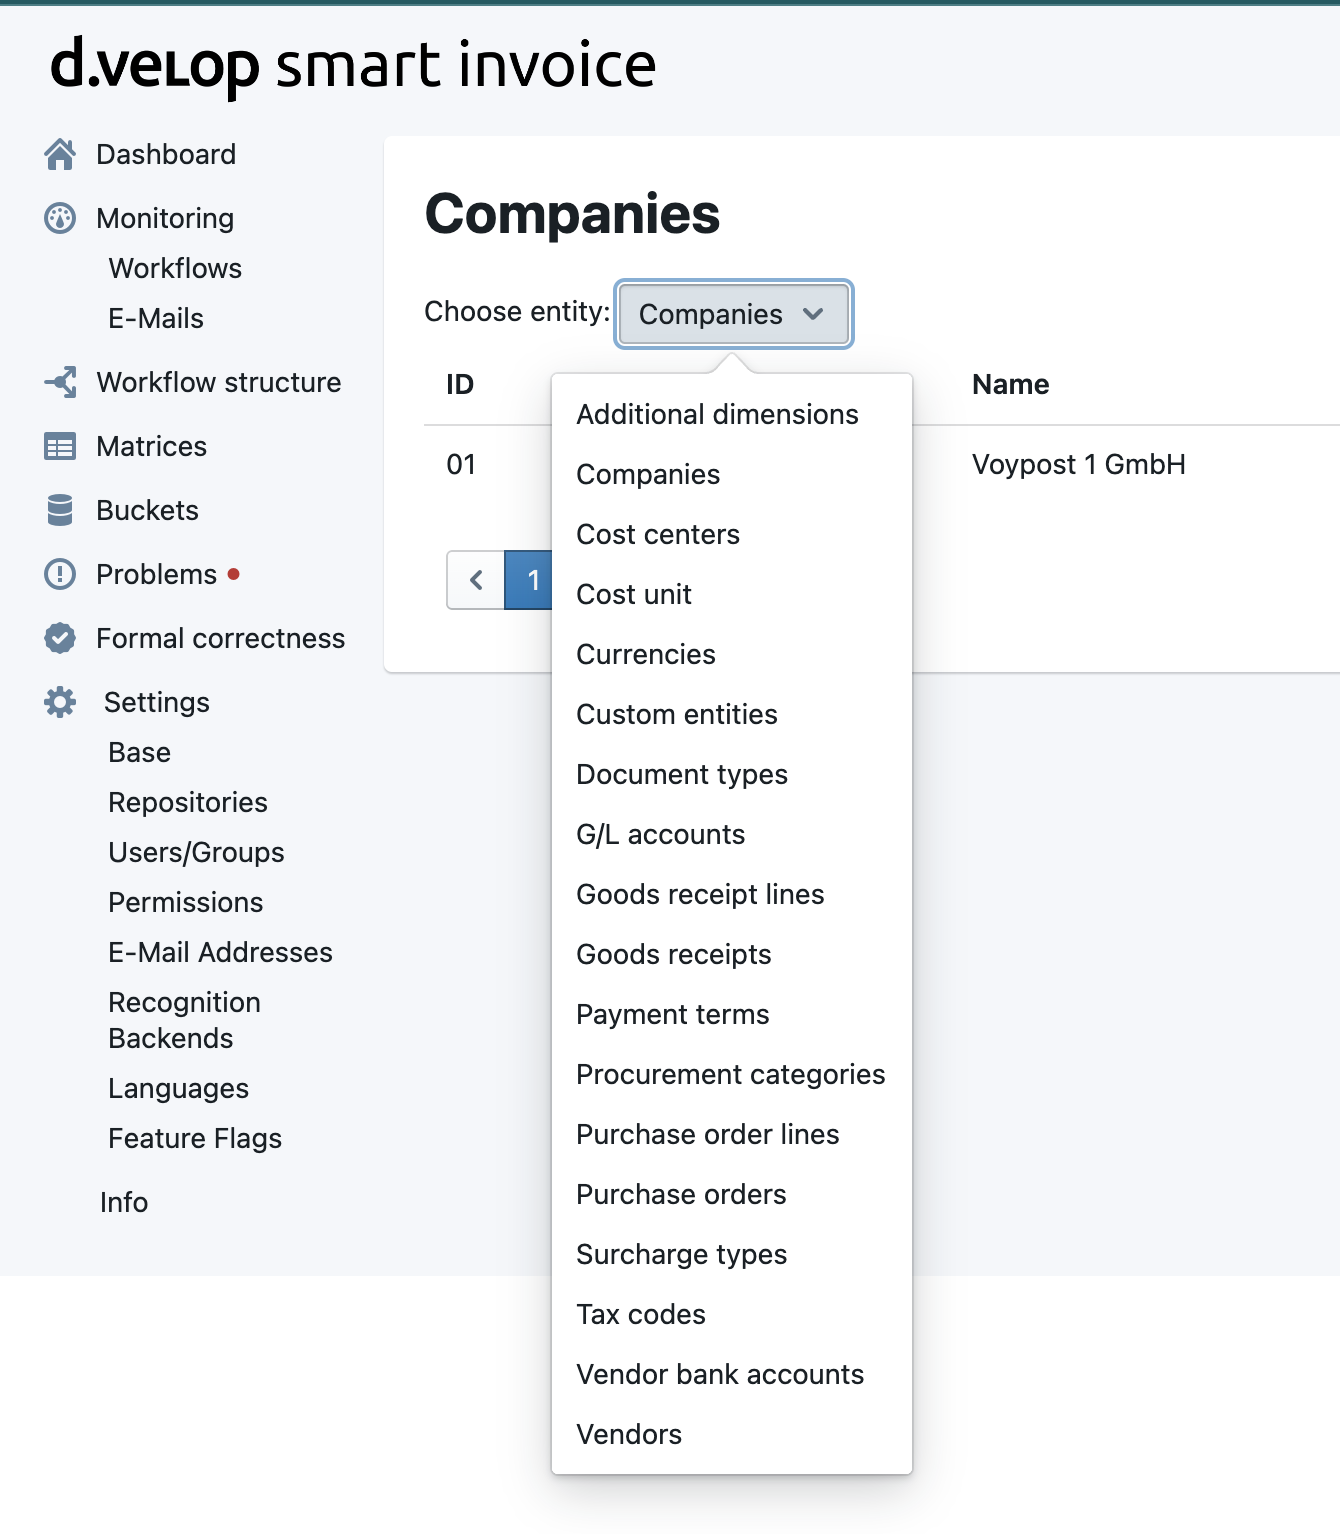 d.velop smart invoice
Dashboard
Monitoring
Workflows
E-Mails
Workflow structure
Matrices
Buckets
Problems
Formal correctness
Settings
Base
Repositories
Users/Groups
Permissions
E-Mail Addresses
Recognition
Backends
Languages
Feature Flags
Info
Companies
Choose entity: Companies
ID Name
01 Voypost 1 GmbH
1
Additional dimensions
Companies
Cost centers
Cost unit
Currencies
Custom entities
Document types
G/L accounts
Goods receipt lines
Goods receipts
Payment terms
Procurement categories
Purchase order lines
Purchase orders
Surcharge types
Tax codes
Vendor bank accounts
Vendors